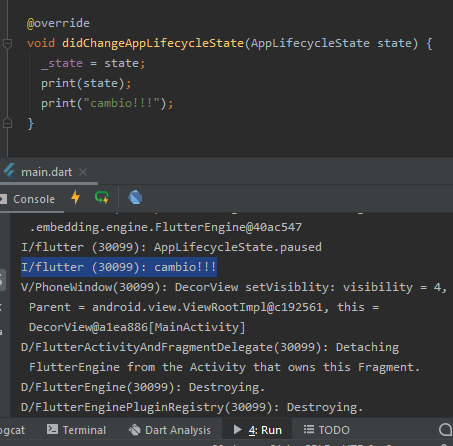 @override
void didChangeAppLifecycleState(AppLifecycleState state) {
_state = state;
print(state);
print("cambio!!!");
}
main.dart
Console
.embedding.engine.FlutterEngine@40ac547
I/flutter (30099): AppLifecycleState.paused
I/flutter (30099): cambio!!!
V/PhoneWindow(30099): DecorView setVisiblity: visibility = 4,
Parent = android.view.ViewRootImpl@c192561, this =
DecorView@a1ea886[MainActivity]
D/FlutterActivityAndFragmentDelegate(30099): Detaching
FlutterEngine from the Activity that owns this Fragment.
D/FlutterEngine(30099): Destroying.
D/FlutterEnginePluginRegistry(30099): Destroying.
ogcat Terminal Dart Analysis 4: Run TODO